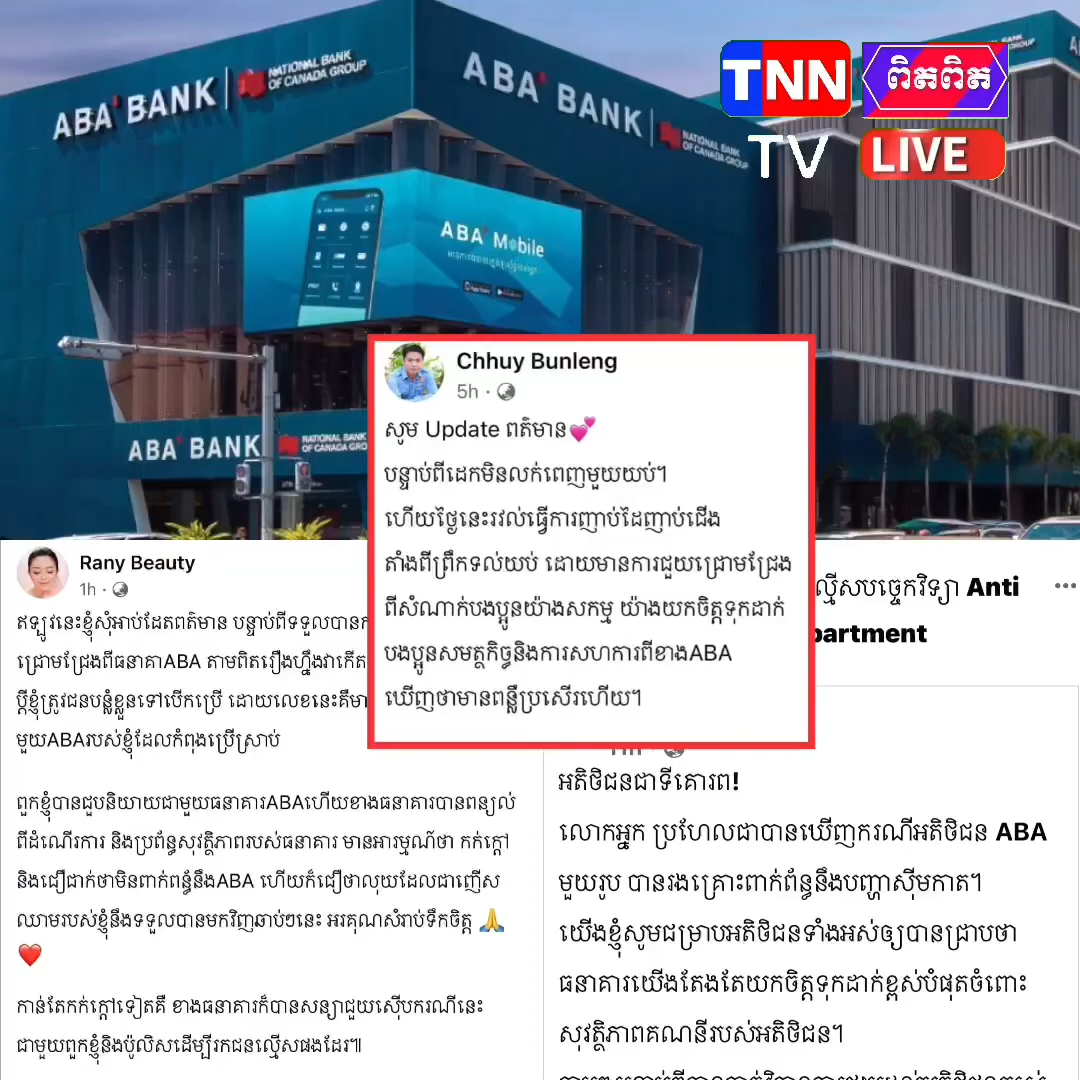 ABA' BANK | NATIONAL BANK OF CANADA GROUP
ABA' BANK | NATIONAL BANK OF CANADA GROUP
TNN
ពិតពិត
TV
LIVE
ABA' Mobile
ABA' BANK | NATIONAL BANK OF CANADA GROUP
Chhuy Bunleng
5h
សូម Update ពត៌មាន💕
បន្ទាប់ពីដេកមិនលក់ពេញមួយយប់។
ហើយថ្ងៃនេះរវល់ធ្វើការញាប់ដៃញាប់ជើង
តាំងពីព្រឹកទល់យប់ ដោយមានការជួយជ្រោមជ្រែង
ពីសំណាក់បងប្អូនយ៉ាងសកម្ម យ៉ាងយកចិត្តទុកដាក់
បងប្អូនសមត្ថកិច្ចនិងការសហការពីខាងABA
ឃើញថាមានពន្លឺប្រសើរហើយ។
Rany Beauty
1h
ឥឡូវនេះខ្ញុំសុំអាប់ដែតពត៌មាន បន្ទាប់ពីទទួលបានក
ជ្រោមជ្រែងពីធនាគាABA តាមពិតរឿងហ្នឹងវាកើត
ប្តីខ្ញុំត្រូវជនបន្លំខ្លួនទៅបើកប្រើ ដោយលេខនេះគឺមា
មួយABAរបស់ខ្ញុំដែលកំពុងប្រើស្រាប់
ពួកខ្ញុំបានជួបនិយាយជាមួយធនាគារABAហើយខាងធនាគារបានពន្យល់
ពីដំណើរការ និងប្រព័ន្ធសុវត្ថិភាពរបស់ធនាគារ មានអារម្មណ៍ថា កក់ក្តៅ
និងជឿជាក់ថាមិនពាក់ពន្ធំនឹងABA ហើយក៏ជឿថាលុយដែលជាញើស
ឈាមរបស់ខ្ញុំនឹងទទួលបានមកវិញឆាប់ៗនេះ អរគុណសំរាប់ទឹកចិត្ត 🙏
❤️
កាន់តែកក់ក្តៅទៀតគឺ ខាងធនាគារក៏បានសន្យាជួយស៊ើបករណីនេះ
ជាមួយពួកខ្ញុំនិងប៉ូលិសដើម្បីរកជនល្មើសផងដែរ៕
ល្មើសបច្ចេកវិទ្យា Anti
partment
អតិថិជនជាទីគោរព!
លោកអ្នក ប្រហែលជាបានឃើញករណីអតិថិជន ABA
មួយរូប បានរងគ្រោះពាក់ព័ន្ធនឹងបញ្ហាស៊ីមកាត។
យើងខ្ញុំសូមជម្រាបអតិថិជនទាំងអស់ឲ្យបានជ្រាបថា
ធនាគារយើងតែងតែយកចិត្តទុកដាក់ខ្ពស់បំផុតចំពោះ
សុវត្ថិភាពគណនីរបស់អតិថិជន។